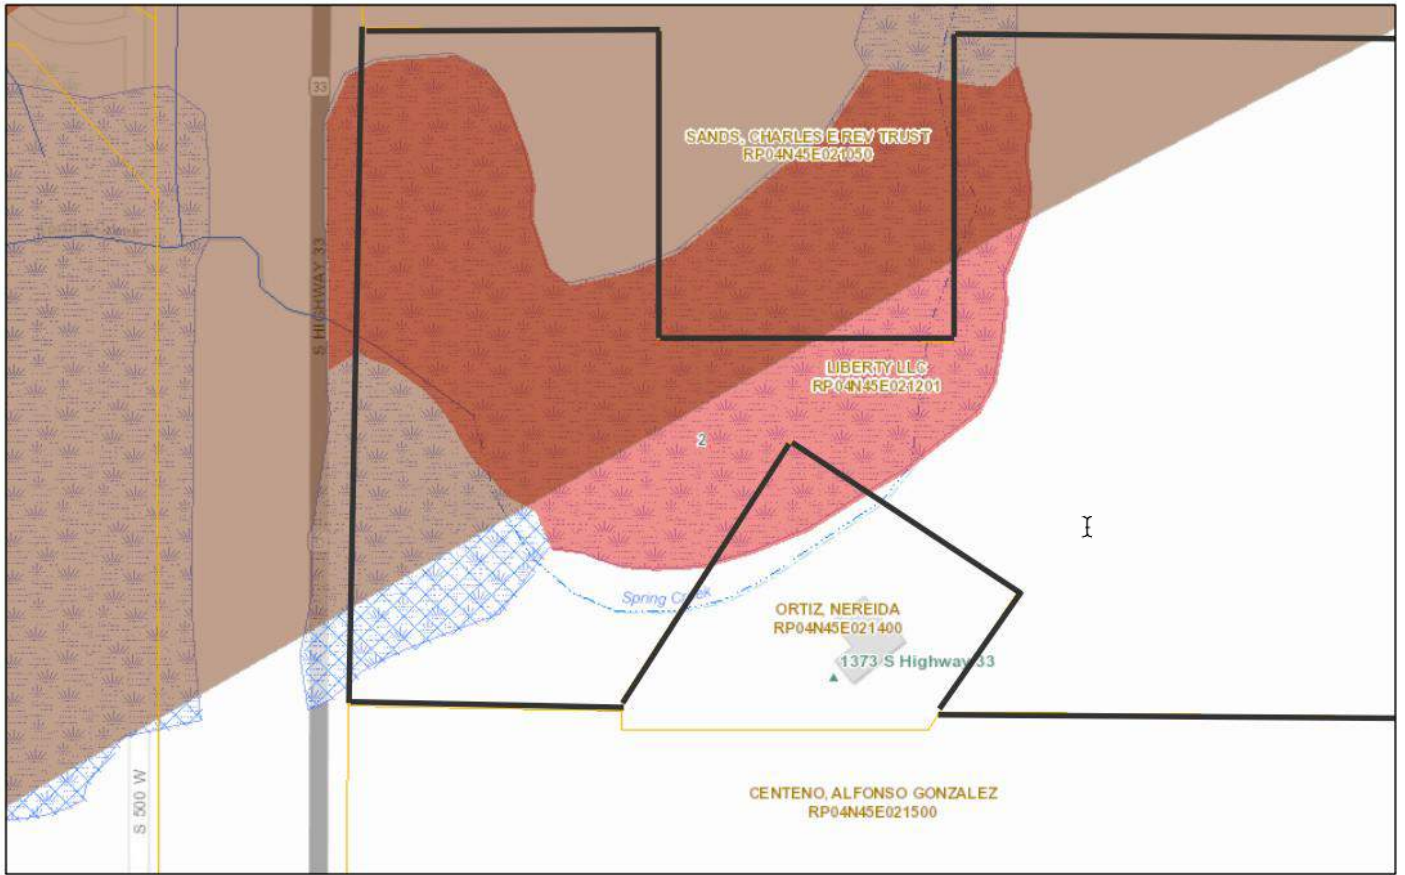 33
SANDS, CHARLES E REV TRUST
RP04N45E021050
S HIGHWAY 33
LIBERTY LLC
RP04N45E021201
2
Spring Creek
ORTIZ, NEREIDA
RP04N45E021400
1373 S Highway 33
S 500 W
CENTENO, ALFONSO GONZALEZ
RP04N45E021500